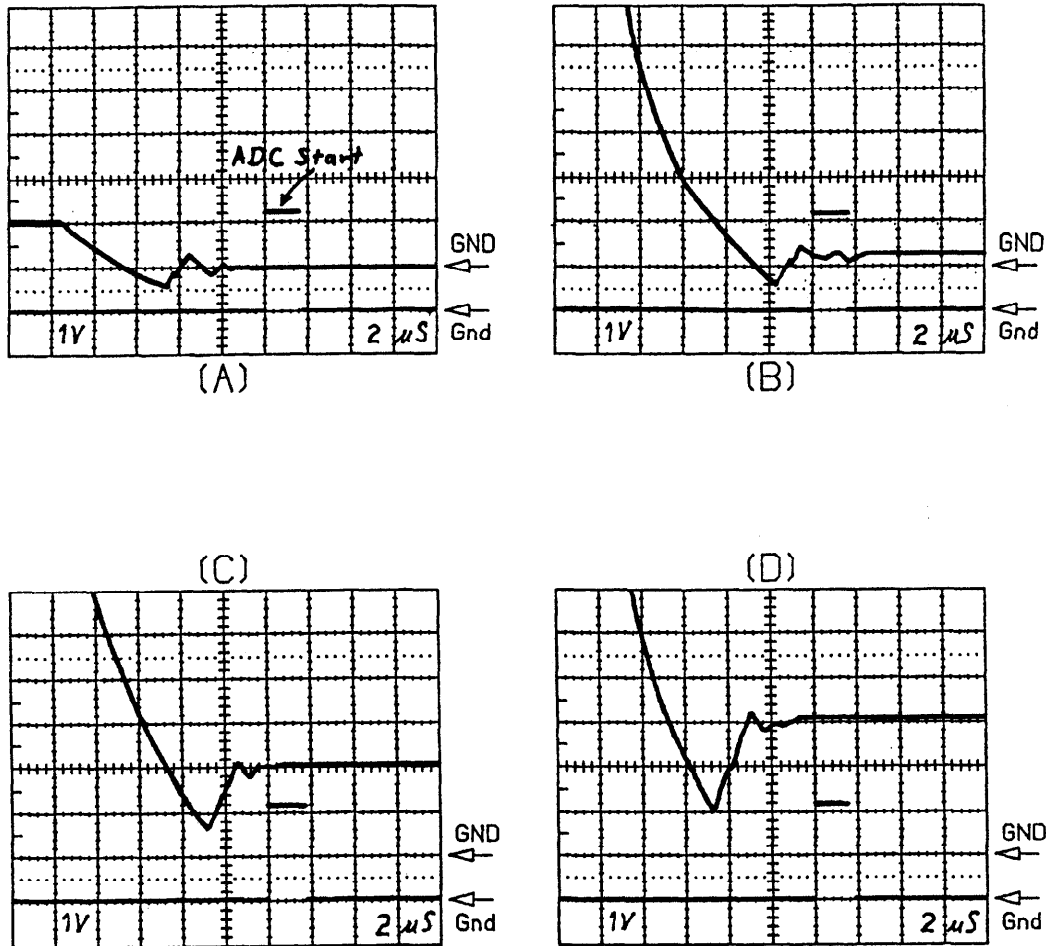 ADC Start
GND
1V
2 µS
Gnd
(A)
GND
1V
2 µS
Gnd
(B)
(C)
GND
1V
2 µS
Gnd
(D)
GND
1V
2 µS
Gnd